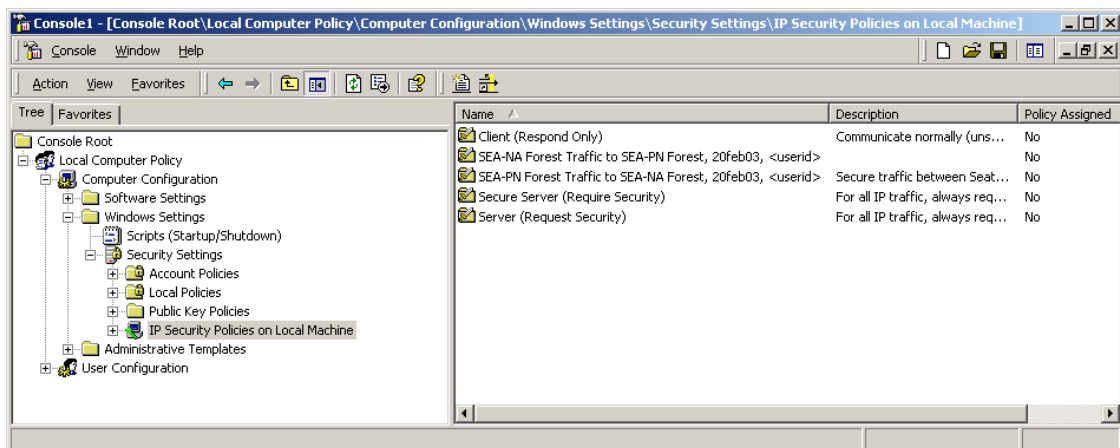 Console1 - [Console Root\Local Computer Policy\Computer Configuration\Windows Settings\Security Settings\IP Security Policies on Local Machine]
Console Window Help
Action View Favorites
Tree Favorites
Console Root
Local Computer Policy
Computer Configuration
Software Settings
Windows Settings
Scripts (Startup/Shutdown)
Security Settings
Account Policies
Local Policies
Public Key Policies
IP Security Policies on Local Machine
Administrative Templates
User Configuration
Name Description Policy Assigned
Client (Respond Only) Communicate normally (uns... No
SEA-NA Forest Traffic to SEA-PN Forest, 20feb03, <userid> No
SEA-PN Forest Traffic to SEA-NA Forest, 20feb03, <userid> Secure traffic between Seat... No
Secure Server (Require Security) For all IP traffic, always req... No
Server (Request Security) For all IP traffic, always req... No